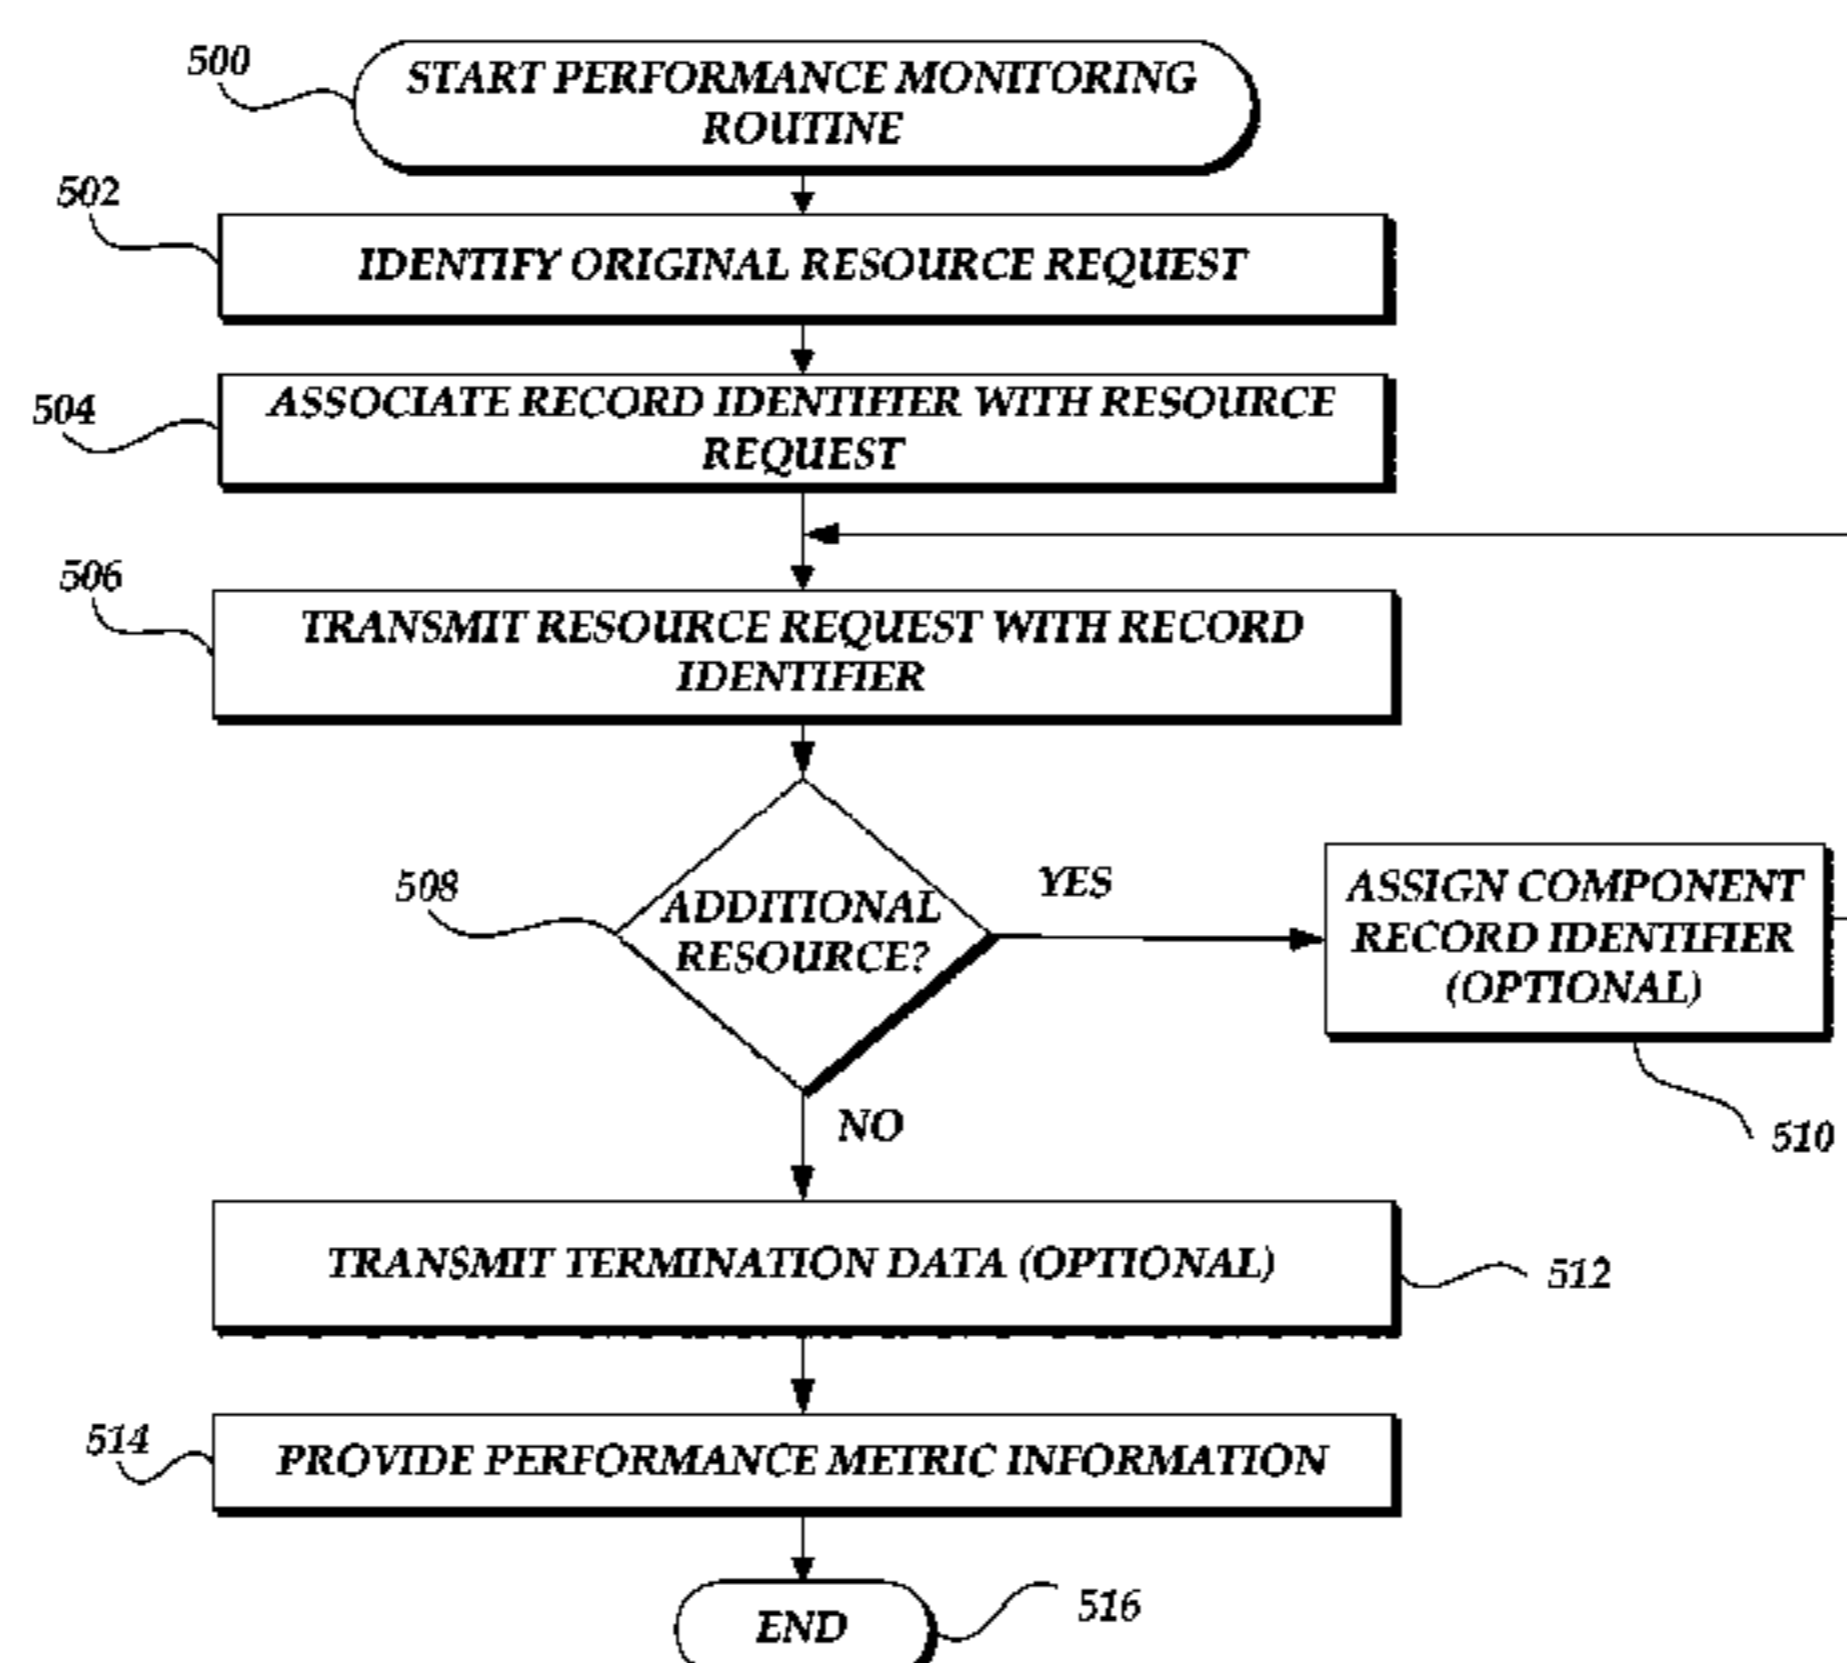 500
START PERFORMANCE MONITORING
ROUTINE
502
IDENTIFY ORIGINAL RESOURCE REQUEST
504
ASSOCIATE RECORD IDENTIFIER WITH RESOURCE
REQUEST
506
TRANSMIT RESOURCE REQUEST WITH RECORD
IDENTIFIER
508
ADDITIONAL
RESOURCE?
YES
ASSIGN COMPONENT
RECORD IDENTIFIER
(OPTIONAL)
510
NO
TRANSMIT TERMINATION DATA (OPTIONAL)
512
514
PROVIDE PERFORMANCE METRIC INFORMATION
END
516